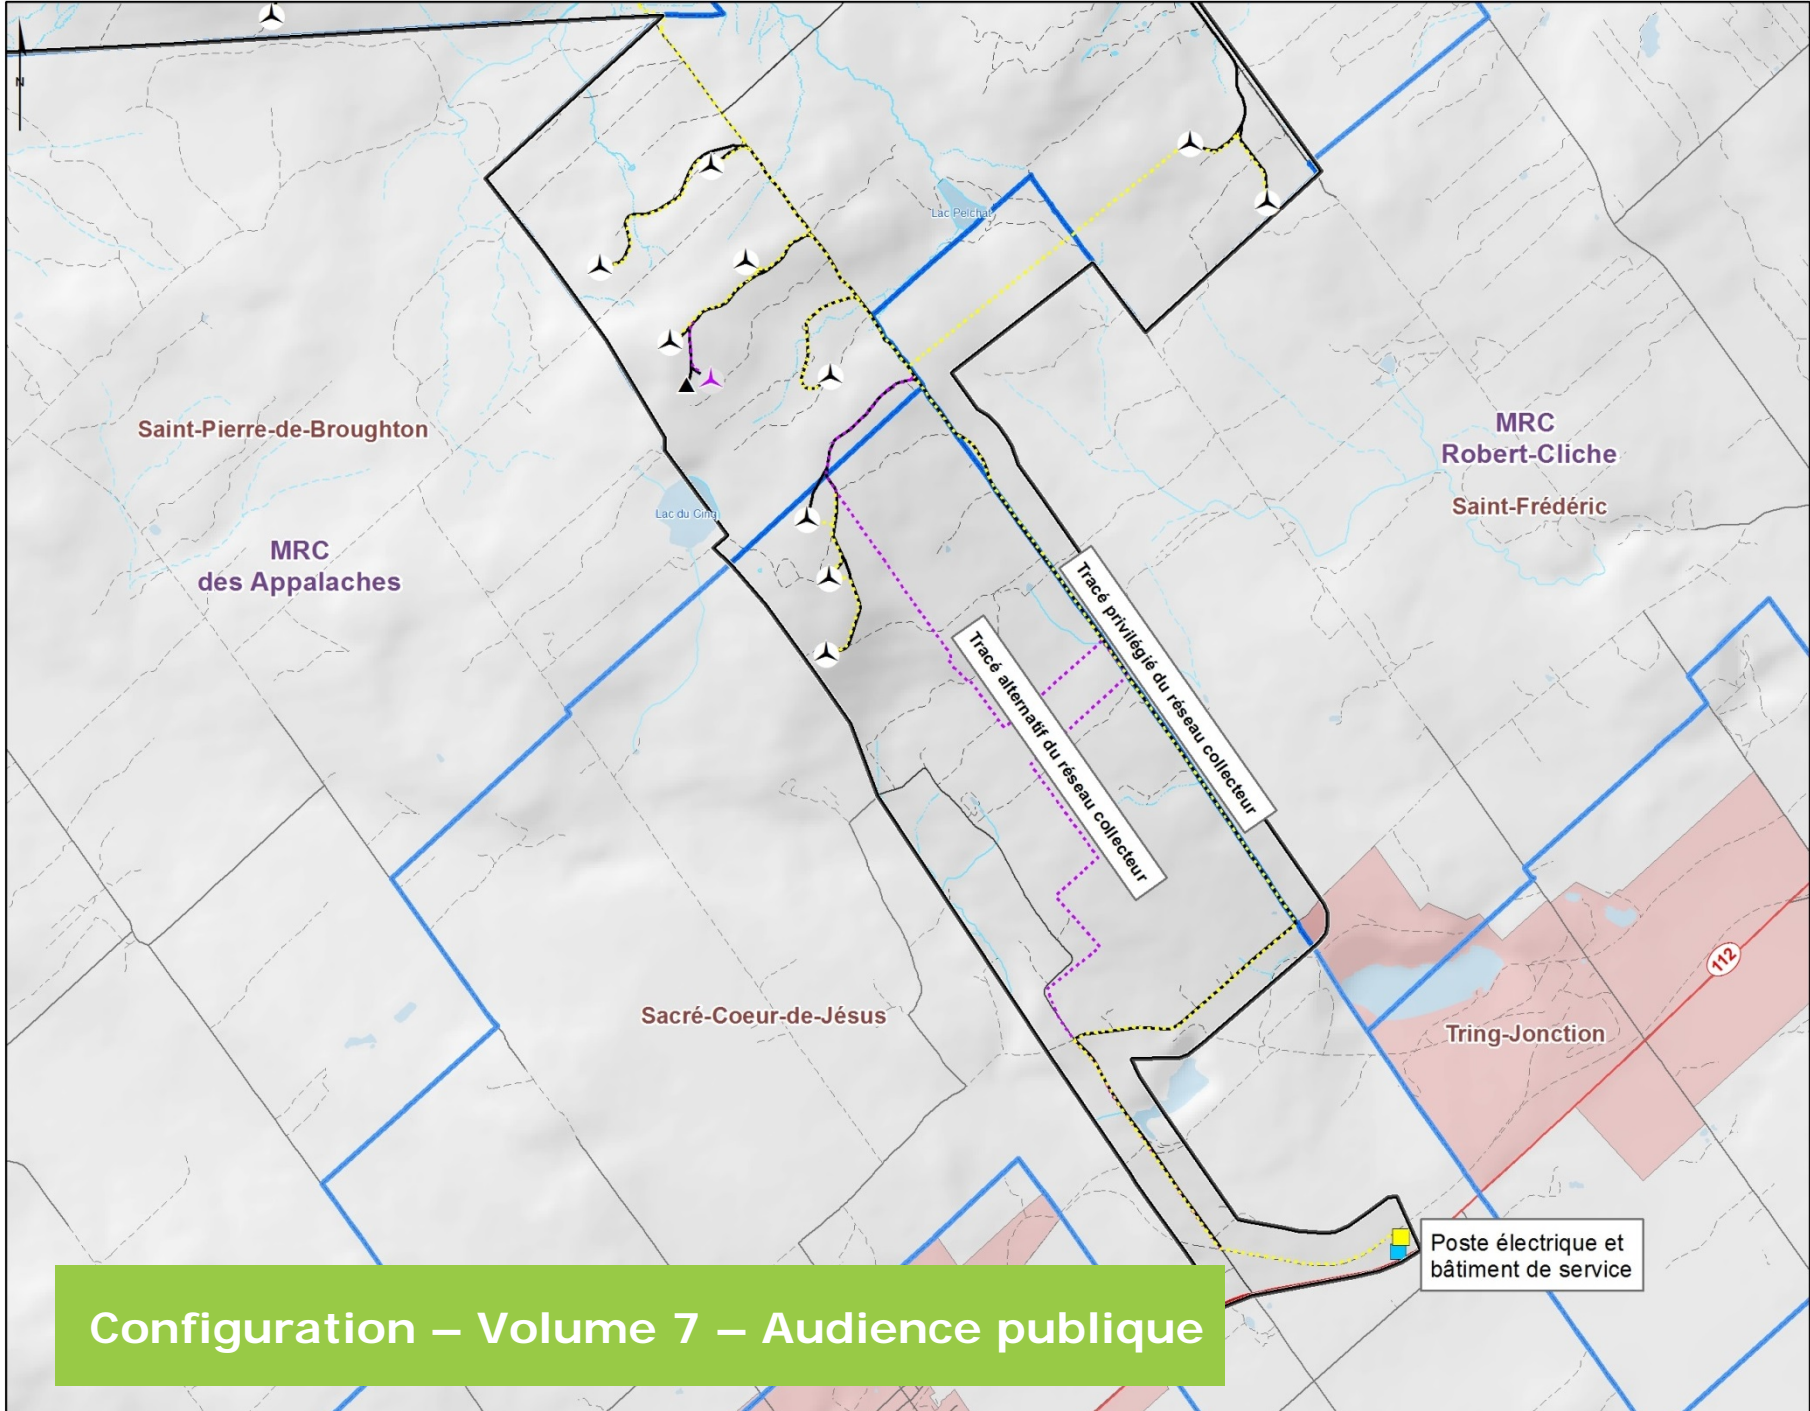 N
Lac Pelchat
Saint-Pierre-de-Broughton
MRC
Robert-Cliche
Saint-Frédéric
Lac du Cinq
MRC
des Appalaches
Tracé privilégié du réseau collecteur
Tracé alternatif du réseau collecteur
112
Sacré-Coeur-de-Jésus
Tring-Jonction
Poste électrique et
bâtiment de service
Configuration – Volume 7 – Audience publique